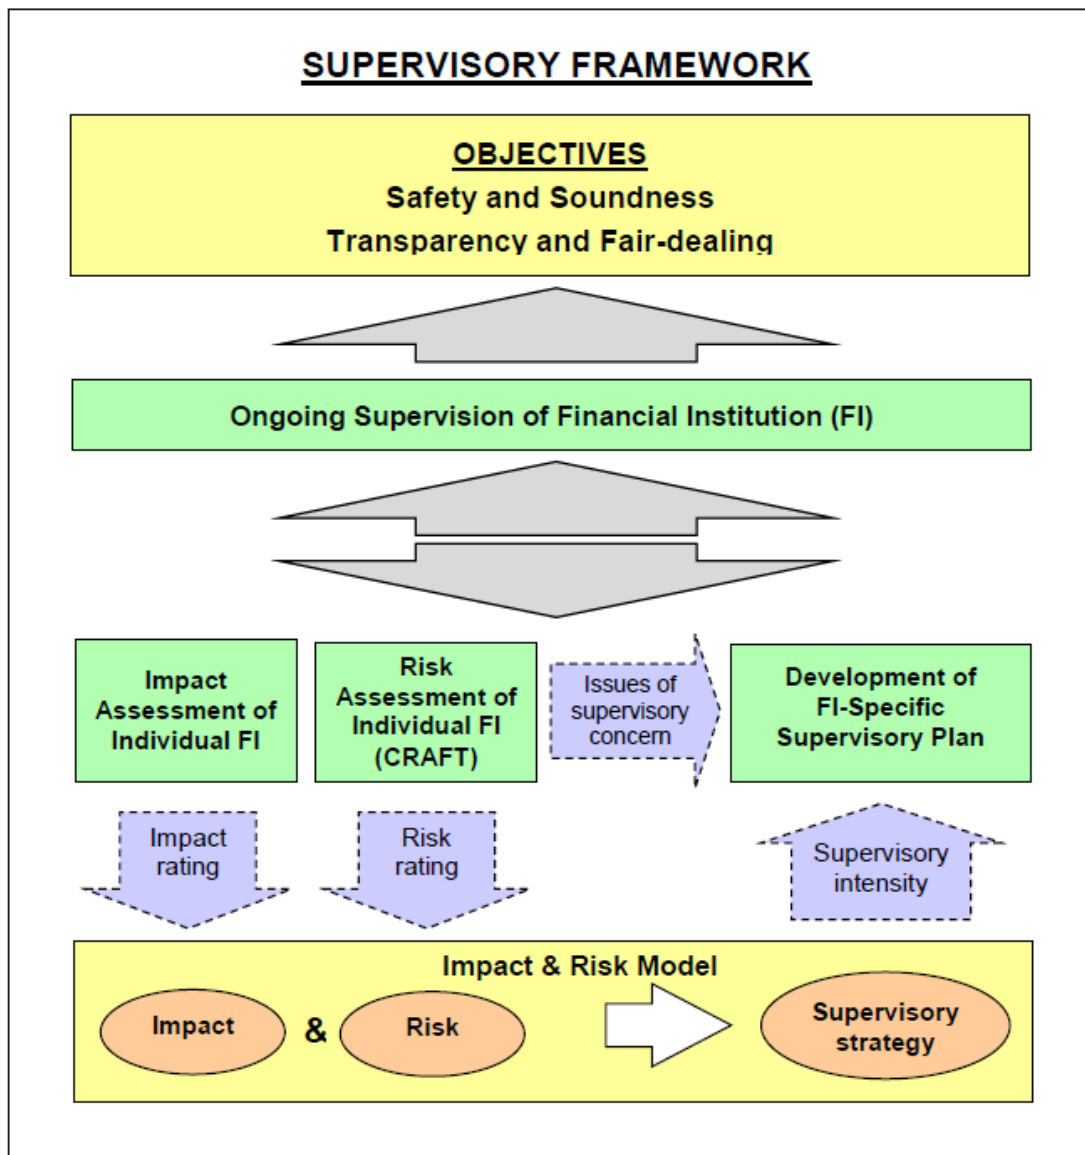 SUPERVISORY FRAMEWORK
OBJECTIVES
Safety and Soundness
Transparency and Fair-dealing
Ongoing Supervision of Financial Institution (FI)
Impact
Assessment of
Individual FI
Risk
Assessment of
Individual FI
(CRAFT)
Issues of
supervisory
concern
Development of
FI-Specific
Supervisory Plan
Impact
rating
Risk
rating
Supervisory
intensity
Impact & Risk Model
Impact
&
Risk
Supervisory
strategy